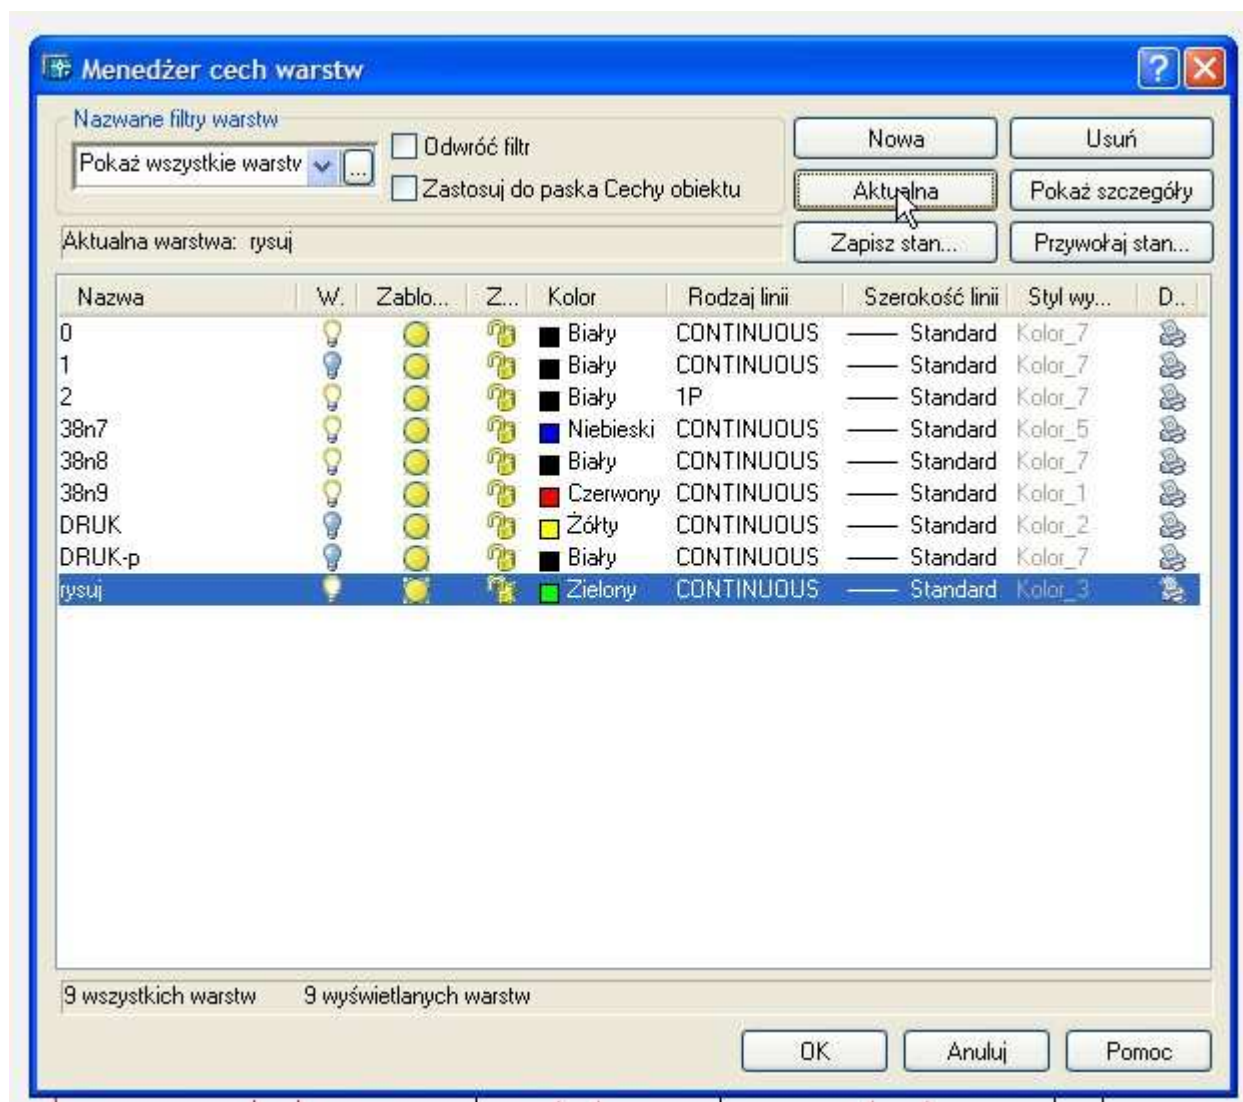 Menedżer cech warstw
Nazwane filtry warstw
Pokaż wszystkie warstv ...
Odwróć filtr
Zastosuj do paska Cechy obiektu
Nowa Usuń
Aktualna Pokaż szczegóły
Aktualna warstwa: rysuj
Zapisz stan... Przywołaj stan...
Nazwa W. Zablo... Z... Kolor Rodzaj linii Szerokość linii Styl wy... D..
0 Biały CONTINUOUS Standard Kolor_7
1 Biały CONTINUOUS Standard Kolor_7
2 Biały 1P Standard Kolor_7
38n7 Niebieski CONTINUOUS Standard Kolor_5
38n8 Biały CONTINUOUS Standard Kolor_7
38n9 Czerwony CONTINUOUS Standard Kolor_1
DRUK Żółty CONTINUOUS Standard Kolor_2
DRUK-p Biały CONTINUOUS Standard Kolor_7
rysuj Zielony CONTINUOUS Standard Kolor_3
9 wszystkich warstw 9 wyświetlanych warstw
OK Anuluj Pomoc